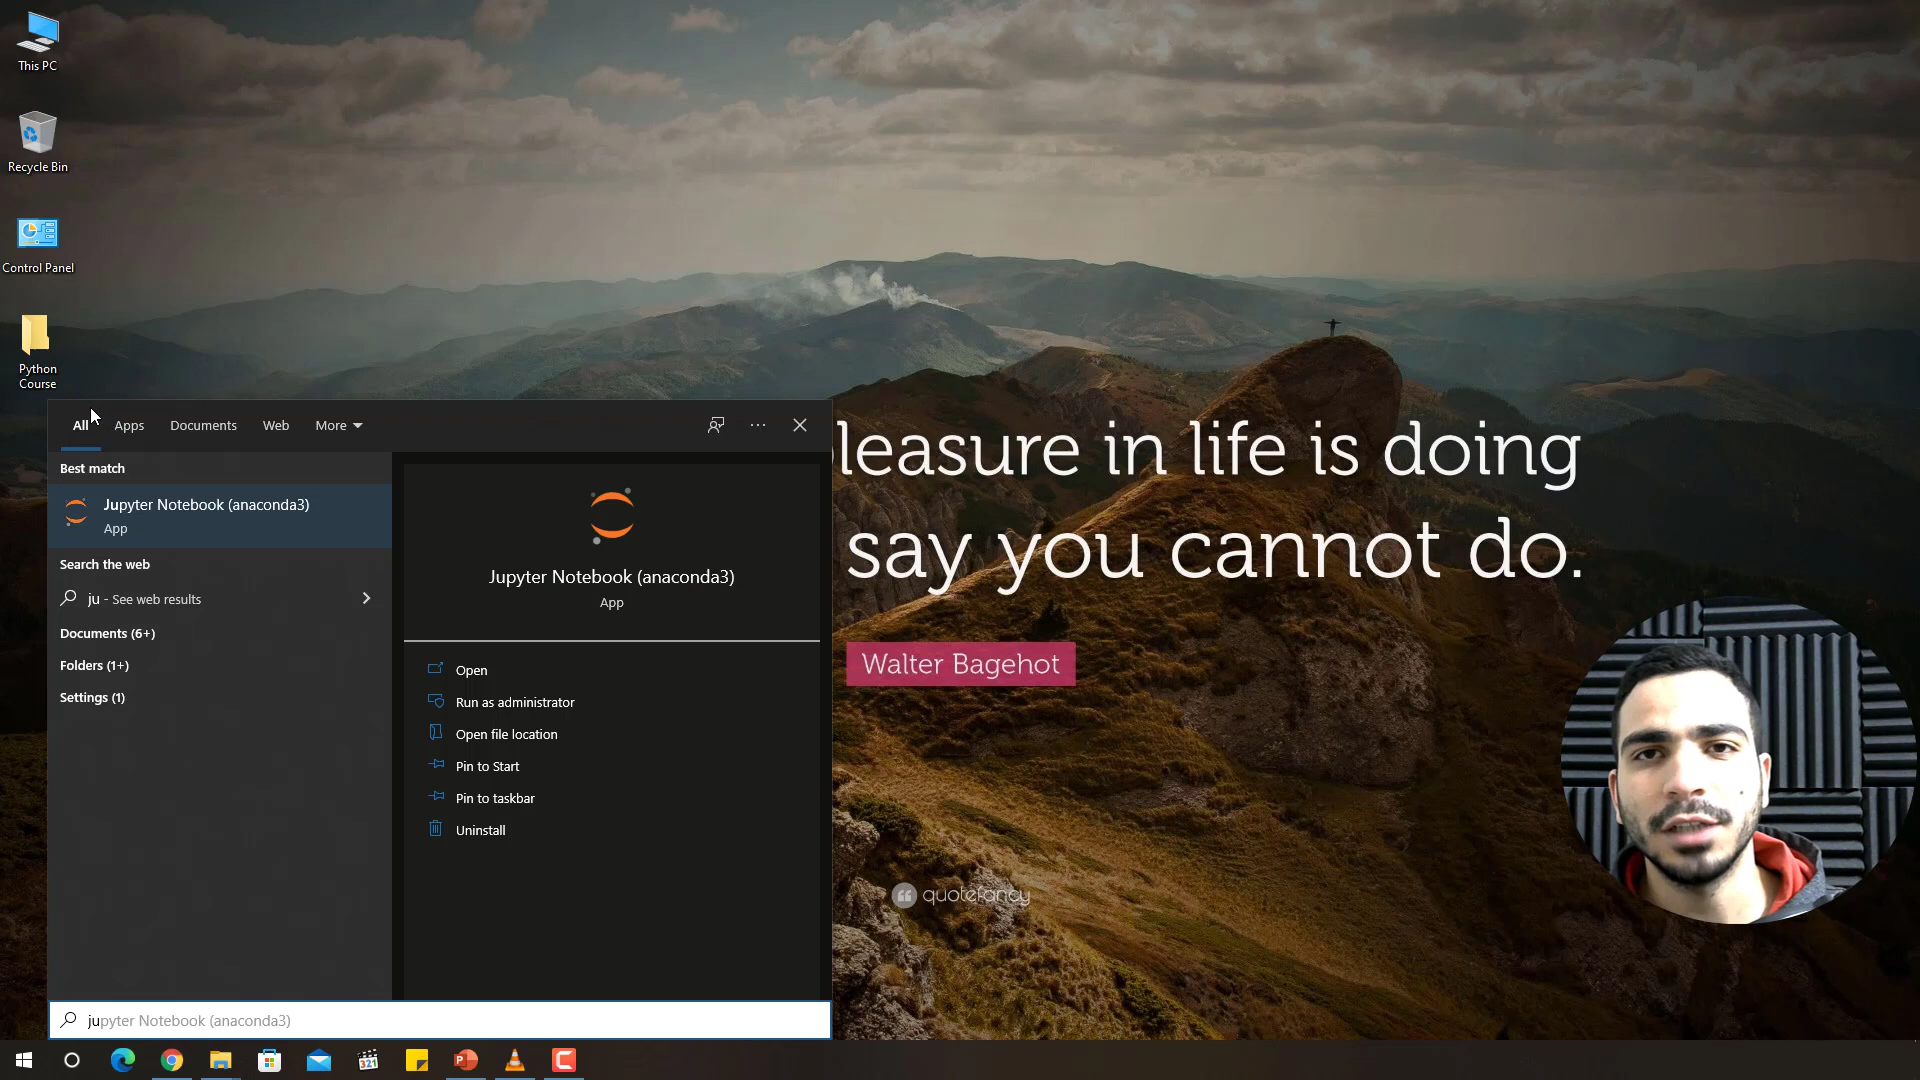 This PC
Recycle Bin
Control Panel
Python
Course
All
Apps
Documents
Web
More
Best match
Jupyter Notebook (anaconda3)
App
Search the web
ju - See web results
Documents (6+)
Folders (1+)
Settings (1)
Jupyter Notebook (anaconda3)
App
Open
Run as administrator
Open file location
Pin to Start
Pin to taskbar
Uninstall
jupyter Notebook (anaconda3)
leasure in life is doing
say you cannot do.
Walter Bagehot
quotefancy
321
P
C